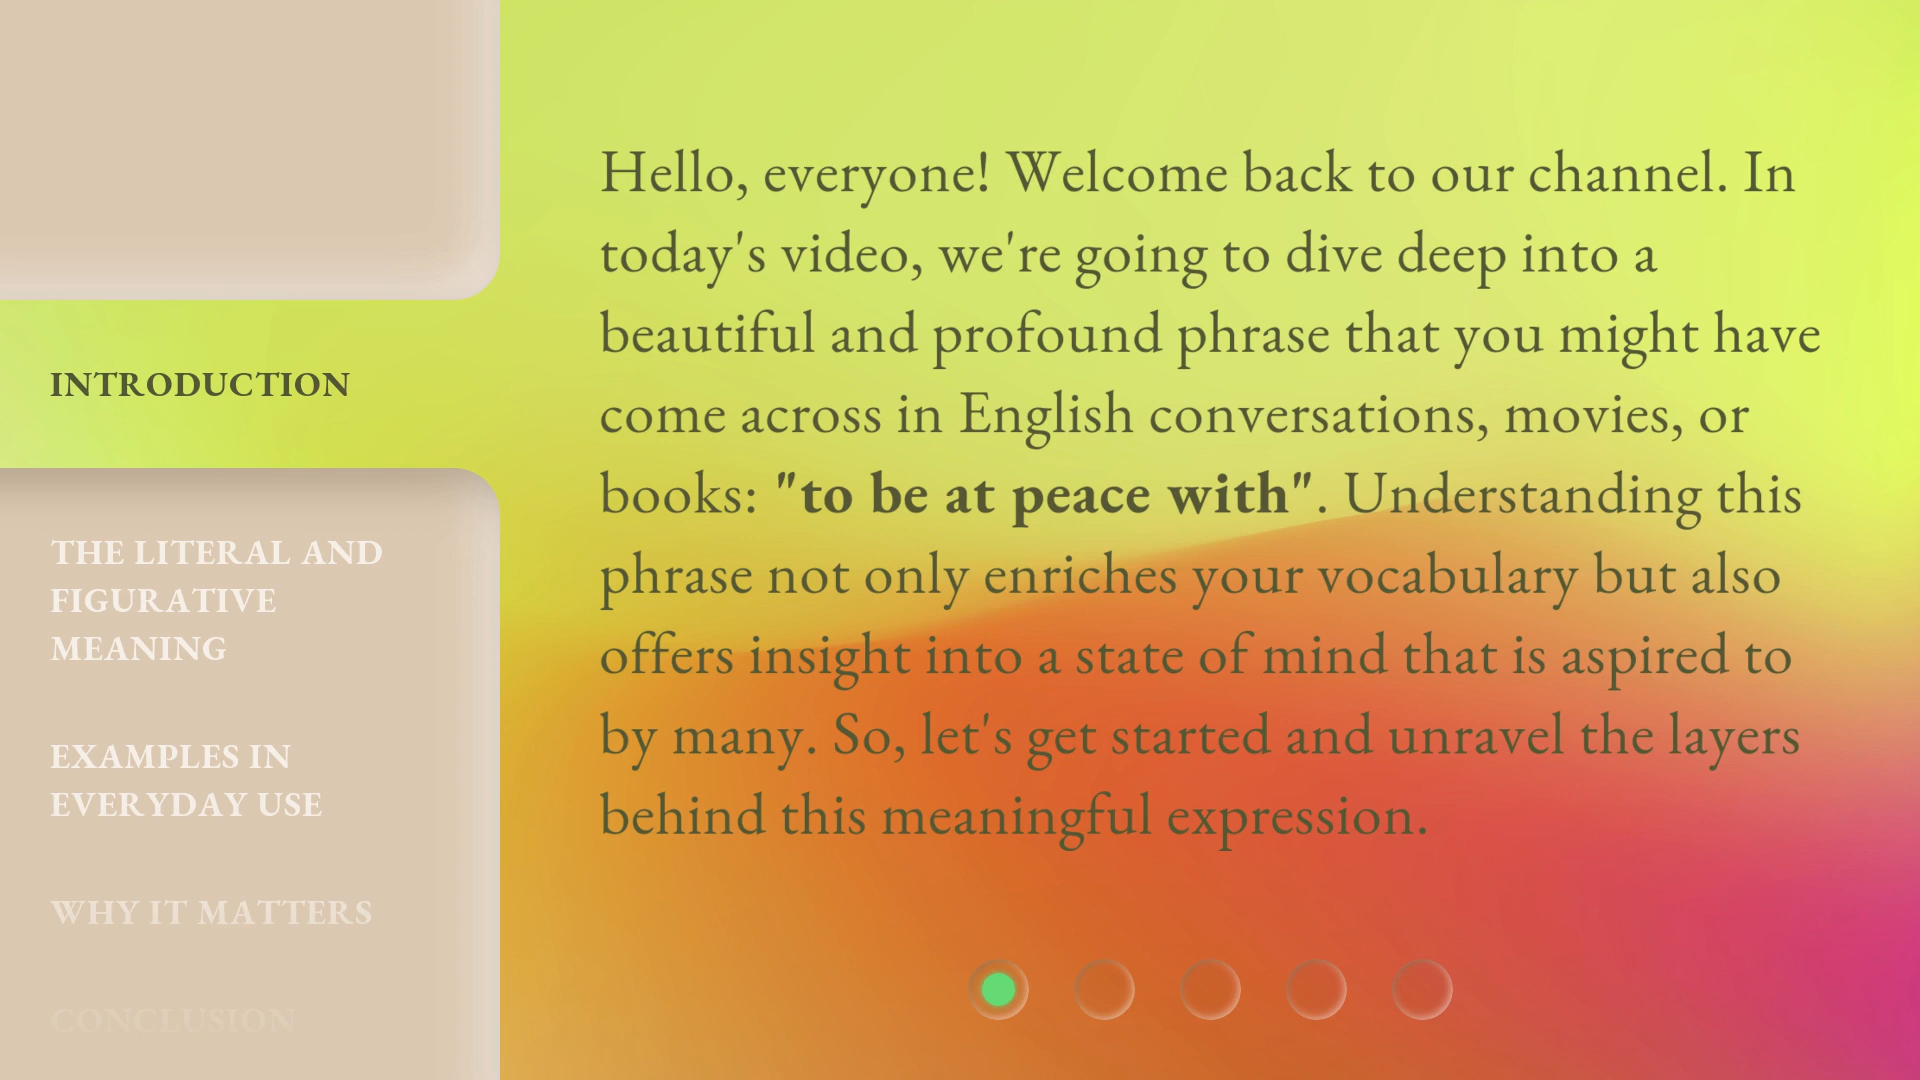 INTRODUCTION
THE LITERAL AND
FIGURATIVE
MEANING
EXAMPLES IN
EVERYDAY USE
WHY IT MATTERS
CONCLUSION
Hello, everyone! Welcome back to our channel. In
today's video, we're going to dive deep into a
beautiful and profound phrase that you might have
come across in English conversations, movies, or
books: "to be at peace with". Understanding this
phrase not only enriches your vocabulary but also
offers insight into a state of mind that is aspired to
by many. So, let's get started and unravel the layers
behind this meaningful expression.